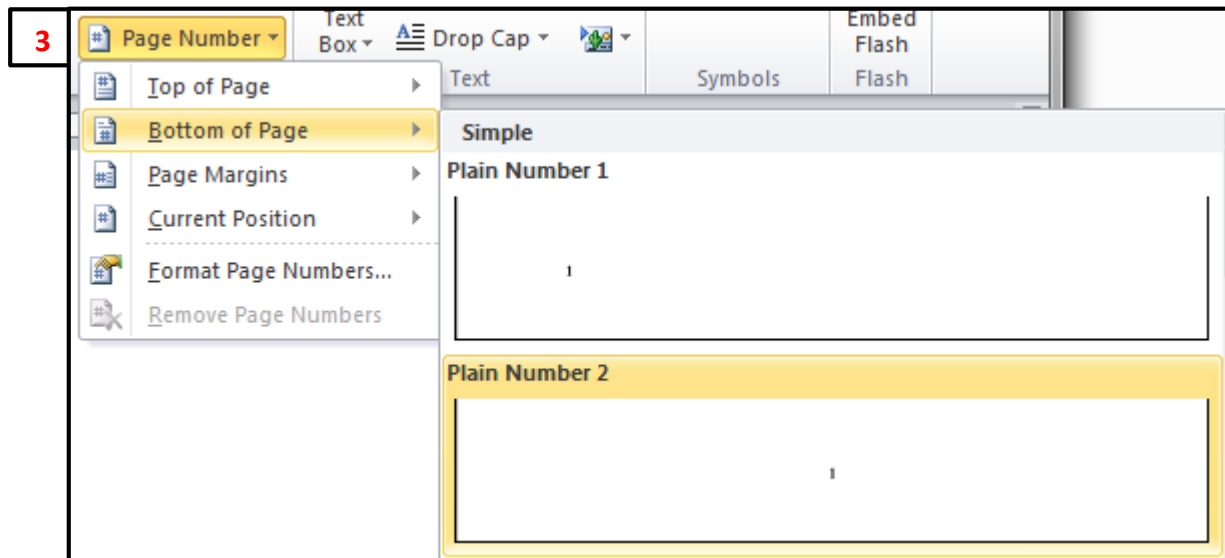 3
Page Number
Text
Box
Drop Cap
Embed
Flash
Text
Symbols
Flash
Top of Page
Bottom of Page
Page Margins
Current Position
Format Page Numbers...
Remove Page Numbers
Simple
Plain Number 1
1
Plain Number 2
1